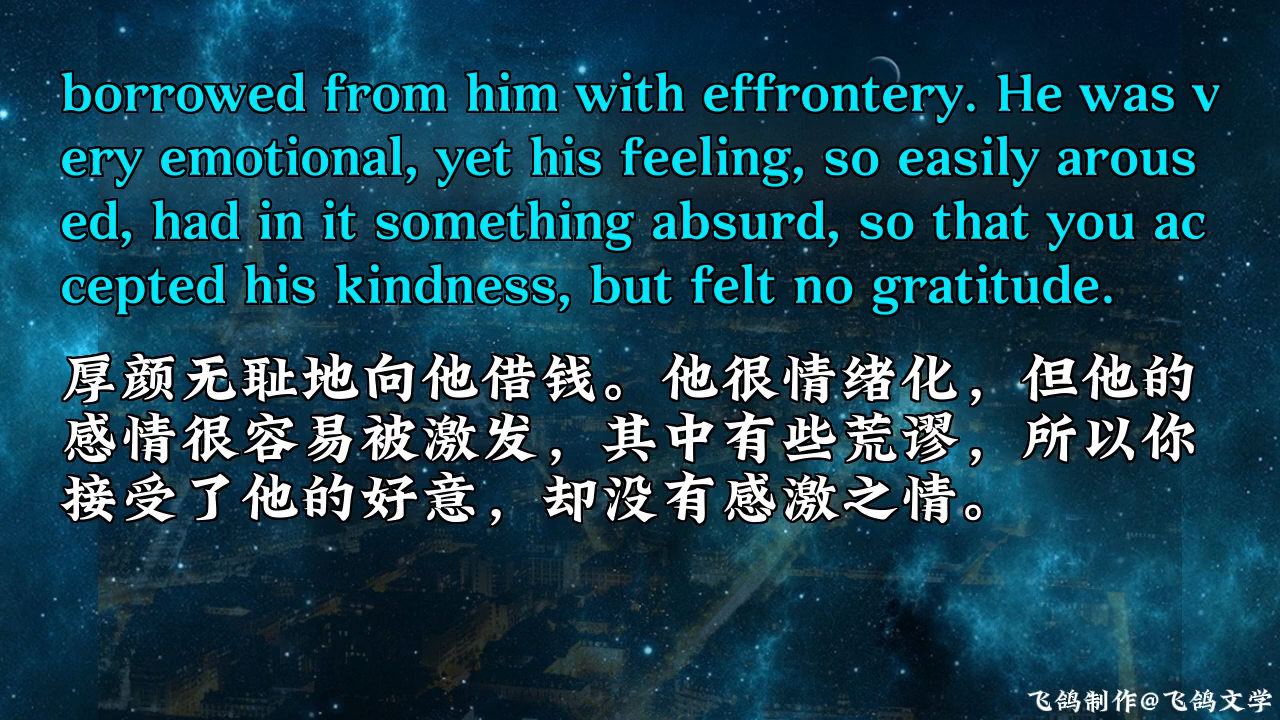 borrowed from him with effrontery. He was v
ery emotional, yet his feeling, so easily arous
ed, had in it something absurd, so that you ac
cepted his kindness, but felt no gratitude.
厚颜无耻地向他借钱。他很情绪化，但他的
感情很容易被激发，其中有些荒谬，所以你
接受了他的好意，却没有感激之情。
飞鸽制作@飞鸽文学